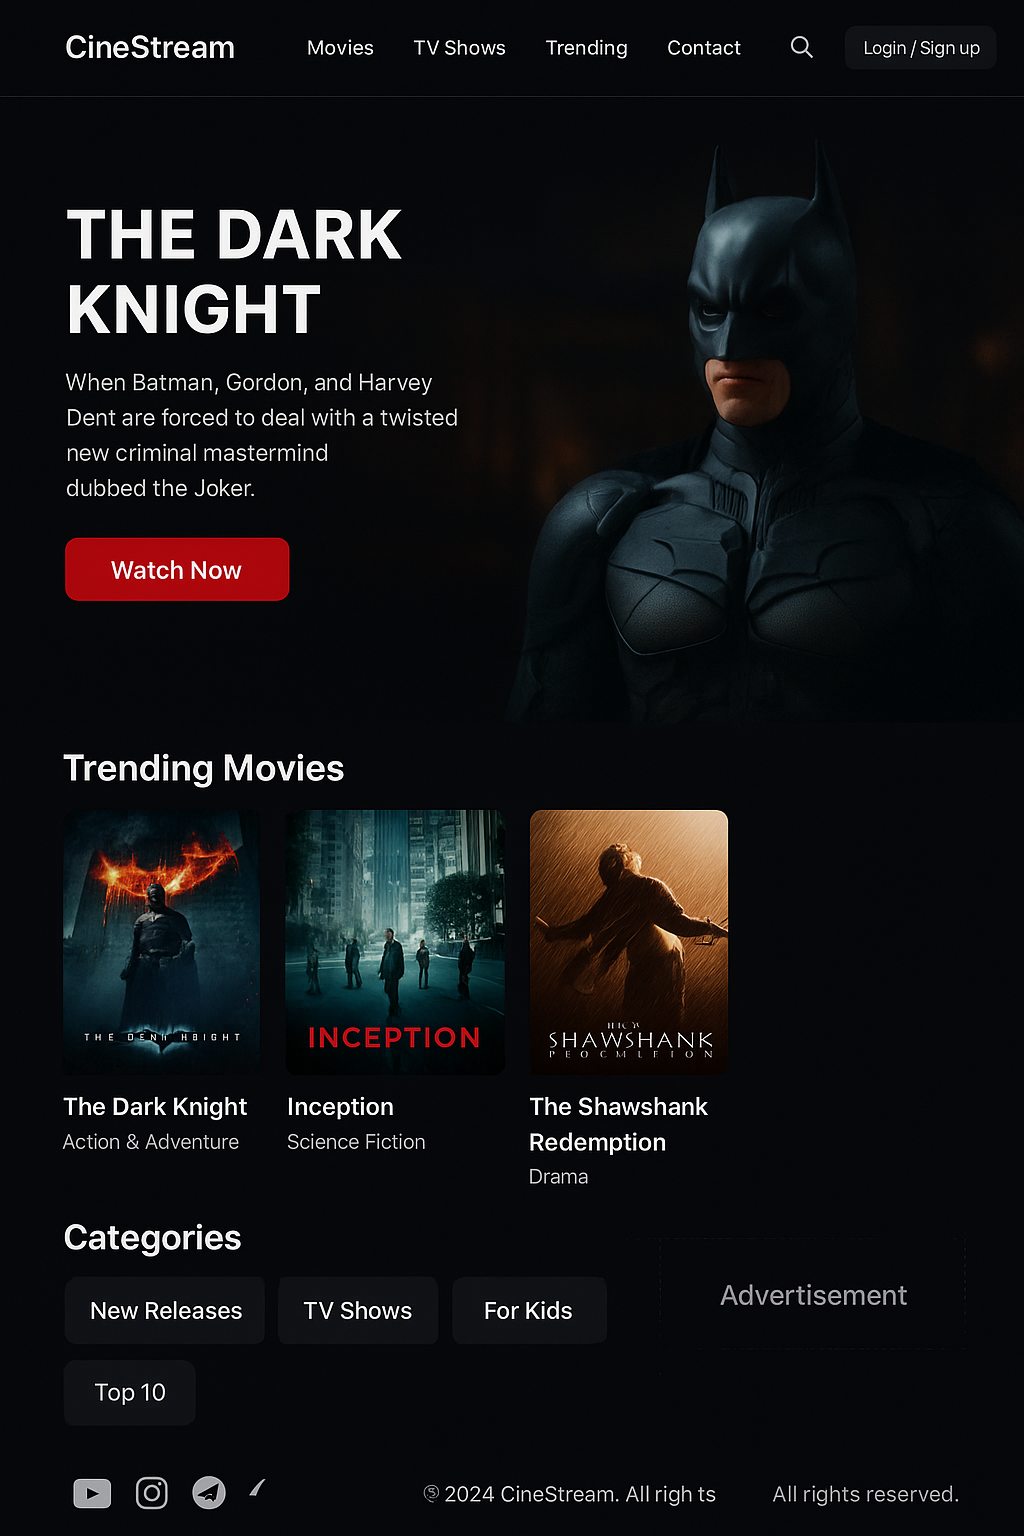 CineStream
Movies
TV Shows
Trending
Contact
Login / Sign up
THE DARK
KNIGHT
When Batman, Gordon, and Harvey
Dent are forced to deal with a twisted
new criminal mastermind
dubbed the Joker.
Watch Now
Trending Movies
THE
INCEPTION
SHAWSHANK
The Dark Knight
Action & Adventure
Inception
Science Fiction
The Shawshank
Redemption
Drama
Categories
New Releases
TV Shows
For Kids
Top 10
Advertisement
2024 CineStream. All righ ts
All rights reserved.